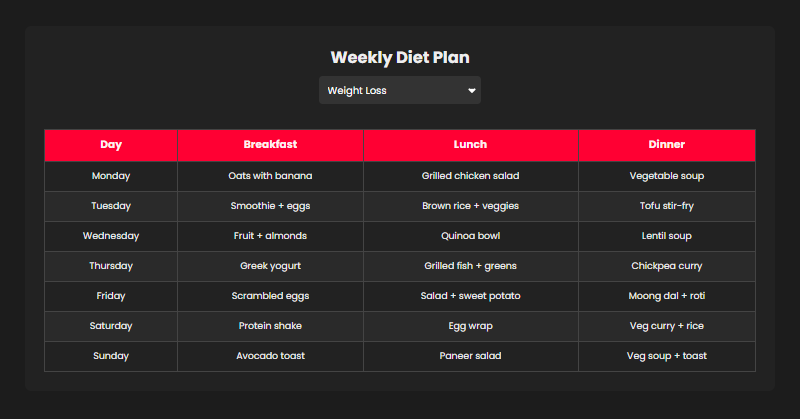 Weekly Diet Plan
Weight Loss
Day Breakfast Lunch Dinner
Monday Oats with banana Grilled chicken salad Vegetable soup
Tuesday Smoothie + eggs Brown rice + veggies Tofu stir-fry
Wednesday Fruit + almonds Quinoa bowl Lentil soup
Thursday Greek yogurt Grilled fish + greens Chickpea curry
Friday Scrambled eggs Salad + sweet potato Moong dal + roti
Saturday Protein shake Egg wrap Veg curry + rice
Sunday Avocado toast Paneer salad Veg soup + toast